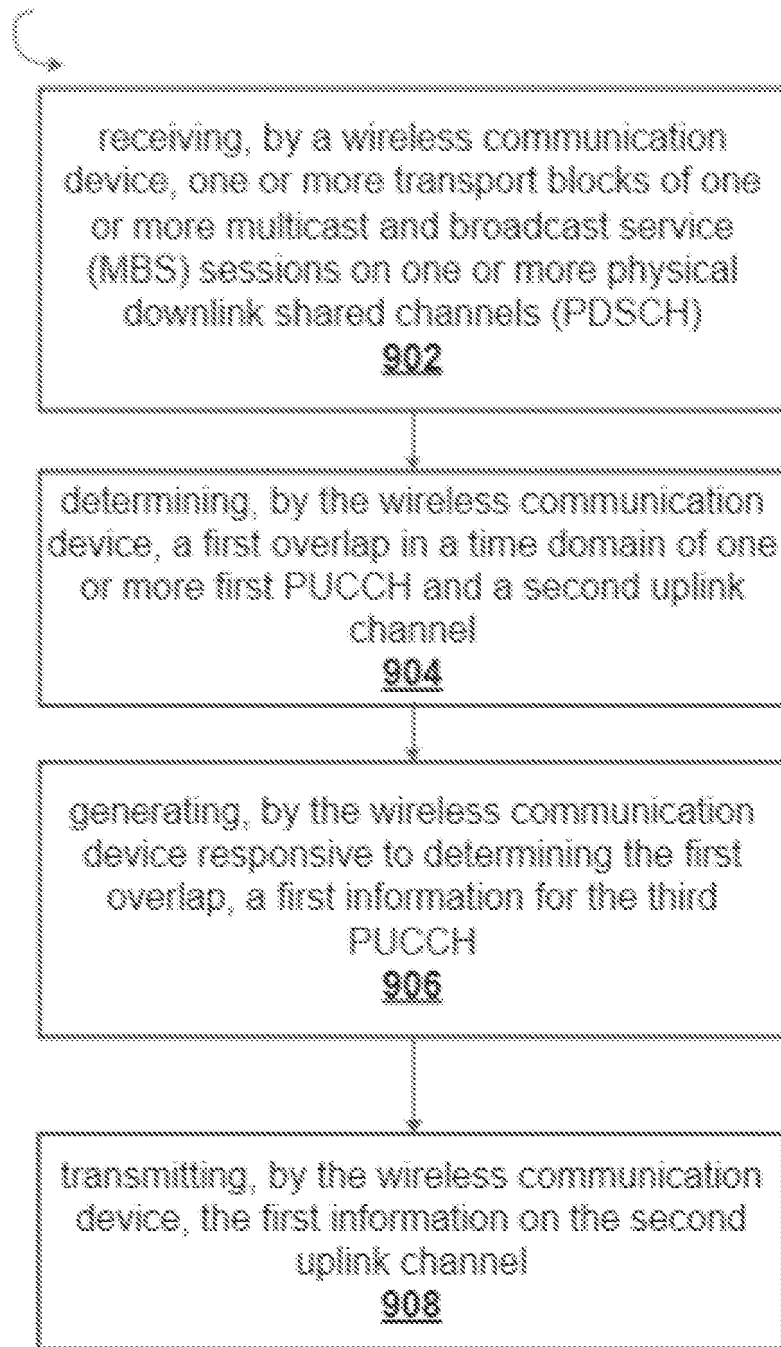 receiving, by a wireless communication
device, one or more transport blocks of one
or more multicast and broadcast service
(MBS) sessions on one or more physical
downlink shared channels (PDSCH)
902
determining, by the wireless communication
device, a first overlap in a time domain of one
or more first PUCCH and a second uplink
channel
904
generating, by the wireless communication
device responsive to determining the first
overlap, a first information for the third
PUCCH
906
transmitting, by the wireless communication
device, the first information on the second
uplink channel
908